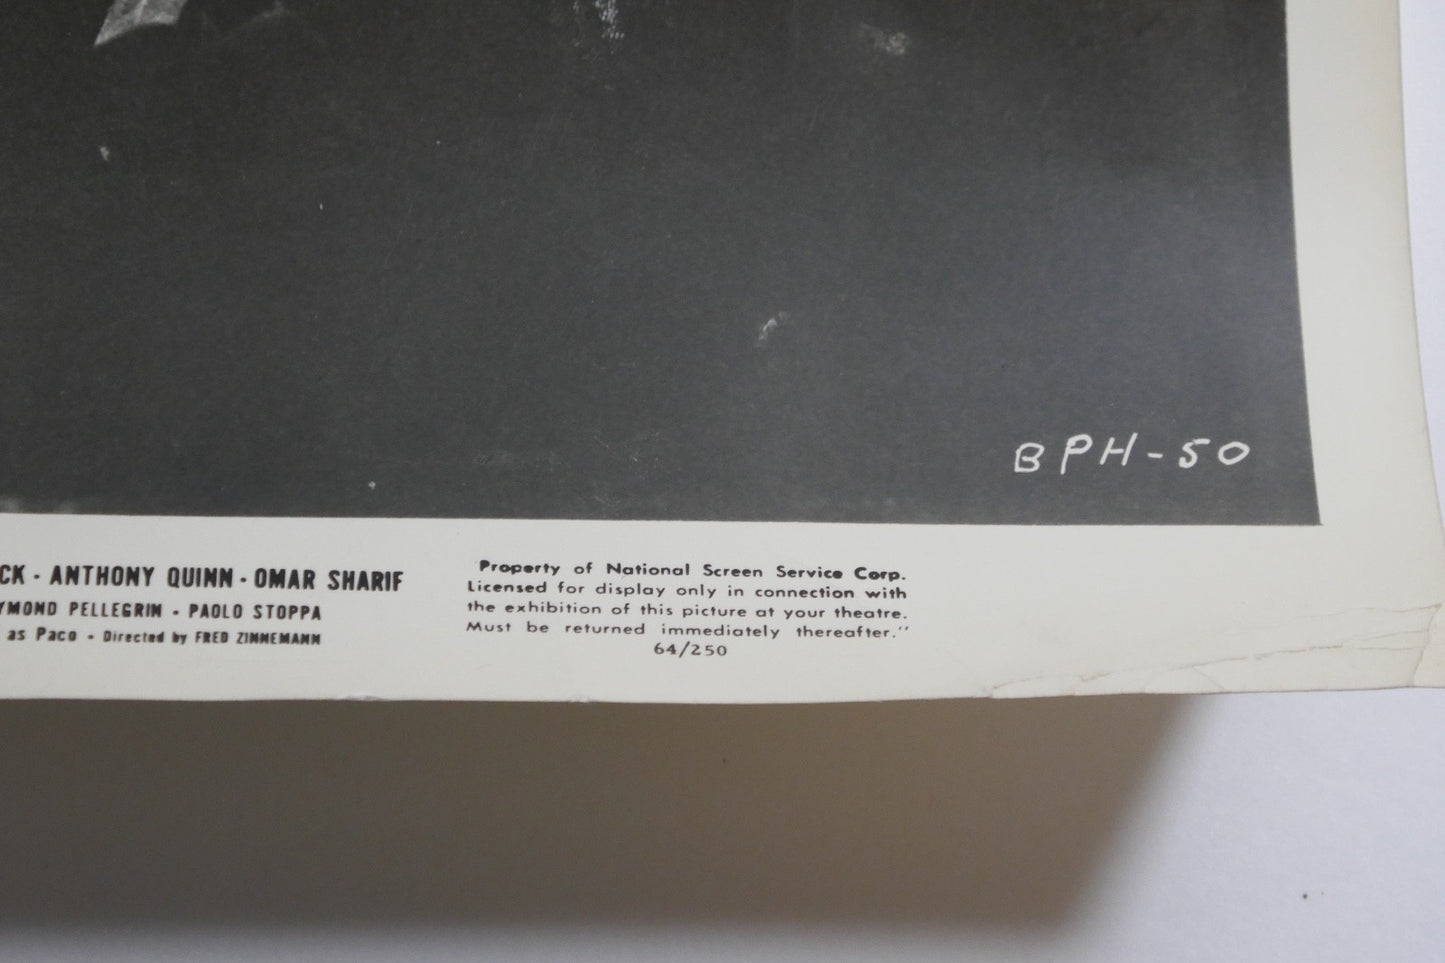 BPH-50
CK · ANTHONY QUINN · OMAR SHARIF
YMOND PELLEGRIN · PAOLO STOPPA
as Paco · Directed by FRED ZINNEMANN
Property of National Screen Service Corp.
Licensed for display only in connection with
the exhibition of this picture at your theatre.
Must be returned immediately thereafter."
64/250